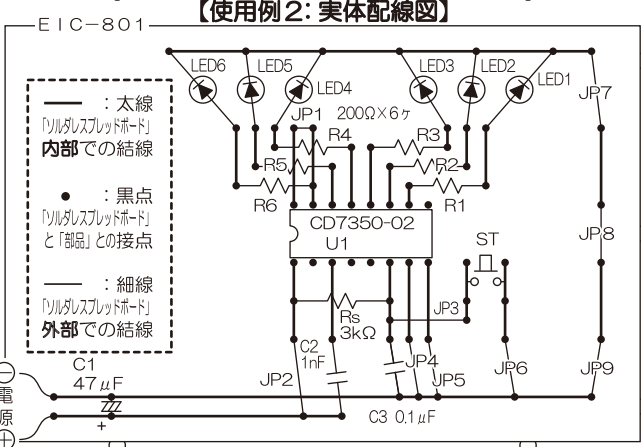 【使用例2：実体配線図】
EIC-801
LED6
LED5
LED4
LED3
LED2
LED1
JP1
200Ω×6ヶ
JP7
：太線
「ソルダレスブレッドボード」
内部での結線
R4
R3
R5
R2
R6
R1
：黒点
「ソルダレスブレッドボード」
と「部品」との接点
CD7350-02
U1
ST
JP8
：細線
「ソルダレスブレッドボード」
外部での結線
Rs
3kΩ
JP3
C1
47μF
C2
1nF
JP2
JP4
JP5
JP6
JP9
－
電
源
＋
+
C3 0.1μF